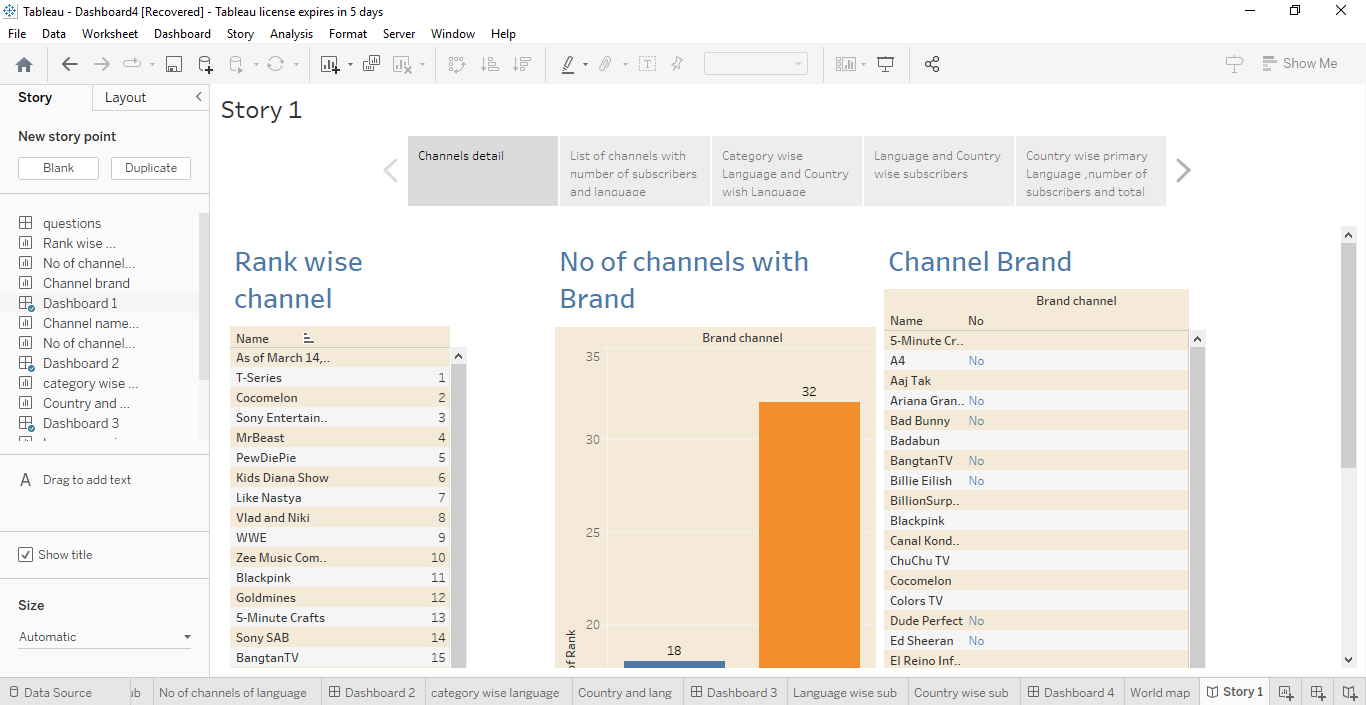 Tableau - Dashboard4 [Recovered] - Tableau license expires in 5 days
File Data Worksheet Dashboard Story Analysis Format Server Window Help
Show Me
Story Layout
New story point
Blank Duplicate
questions
Rank wise ...
No of channel...
Channel brand
Dashboard 1
Channel name...
No of channel...
Dashboard 2
category wise ...
Country and ...
Dashboard 3
A Drag to add text
Show title
Size
Automatic
Story 1
Channels detail
List of channels with
number of subscribers
and language
Category wise
Language and Country
wish Language
Language and Country
wise subscribers
Country wise primary
Language ,number of
subscribers and total
Rank wise
channel
Name
As of March 14,..
T-Series 1
Cocomelon 2
Sony Entertain.. 3
MrBeast 4
PewDiePie 5
Kids Diana Show 6
Like Nastya 7
Vlad and Niki 8
WWE 9
Zee Music Com.. 10
Blackpink 11
Goldmines 12
5-Minute Crafts 13
Sony SAB 14
BangtanTV 15
No of channels with
Brand
Brand channel
35
30
25
20
of Rank
32
18
Channel Brand
Brand channel
Name No
5-Minute Cr..
A4 No
Aaj Tak
Ariana Gran.. No
Bad Bunny No
Badabun
BangtanTV No
Billie Eilish No
BillionSurp..
Blackpink
Canal Kond..
ChuChu TV
Cocomelon
Colors TV
Dude Perfect No
Ed Sheeran No
El Reino Inf..
Data Source ub No of channels of language Dashboard 2 category wise language Country and lang Dashboard 3 Language wise sub Country wise sub Dashboard 4 World map Story 1